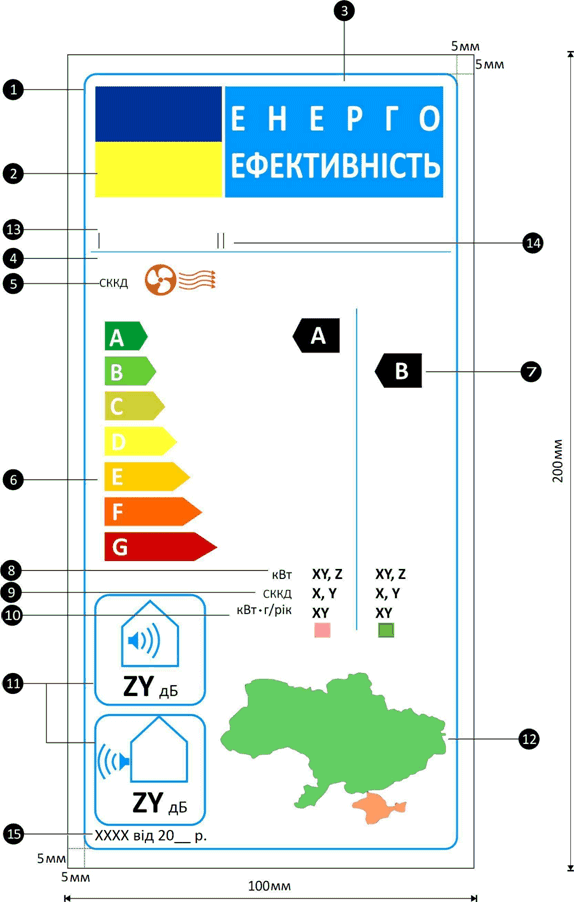 3
5мм
5мм
1
ЕНЕРГО
2
ЕФЕКТИВНІСТЬ
13
14
4
5
СККД
A
A
B
B
7
C
D
6
E
F
G
200мм
8
кВт
XY, Z
XY, Z
9
СККД
X, Y
X, Y
10
кВт·г/рік
XY
XY
11
ZY дБ
12
ZY дБ
15
XXXX від 20__ р.
5мм
5мм
100мм